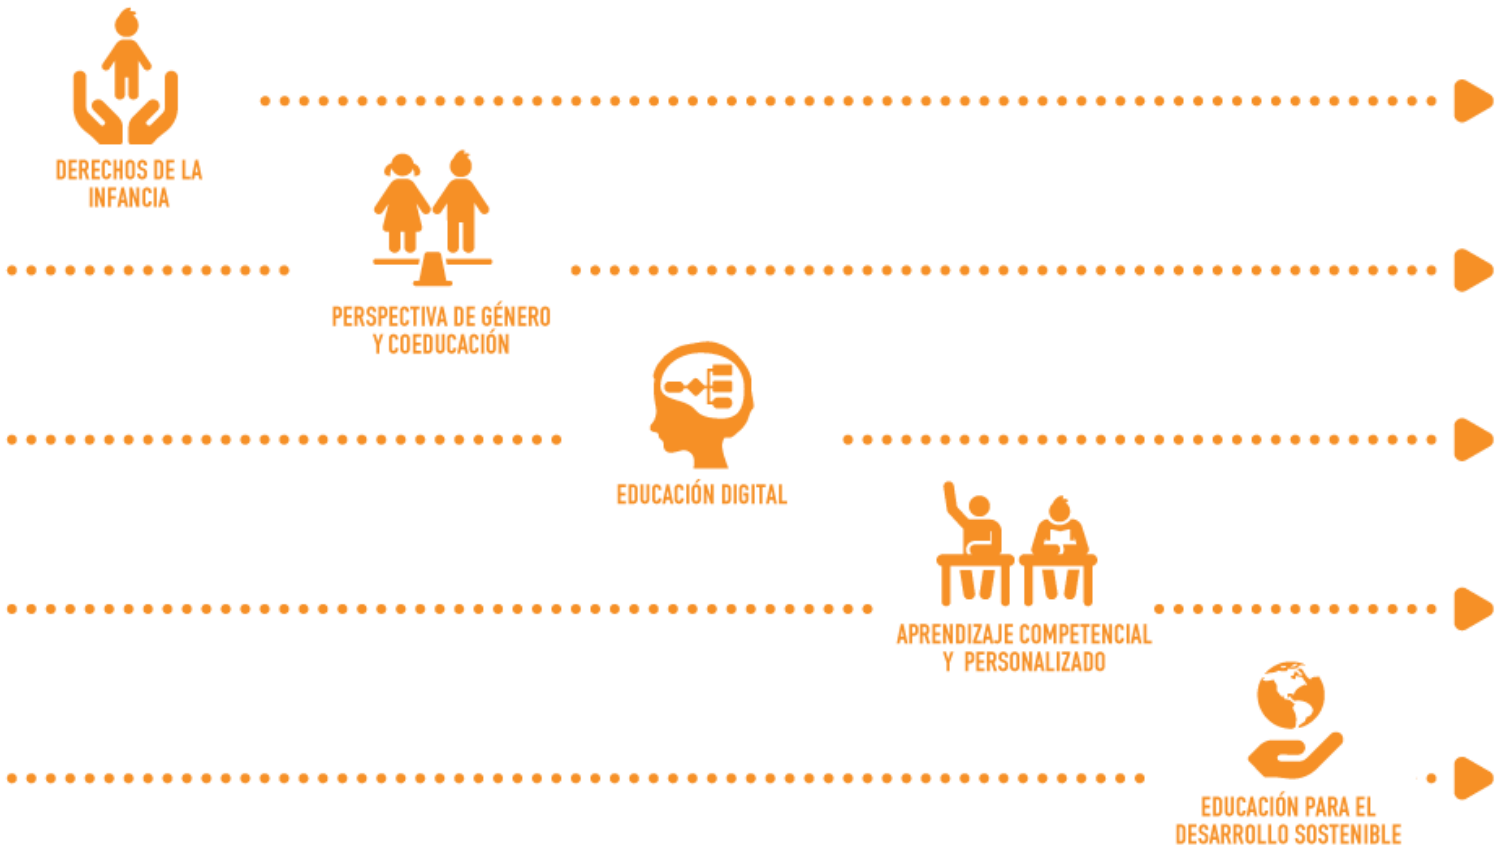 DERECHOS DE LA
INFANCIA
PERSPECTIVA DE GÉNERO
Y COEDUCACIÓN
EDUCACIÓN DIGITAL
APRENDIZAJE COMPETENCIAL
Y PERSONALIZADO
EDUCACIÓN PARA EL
DESARROLLO SOSTENIBLE